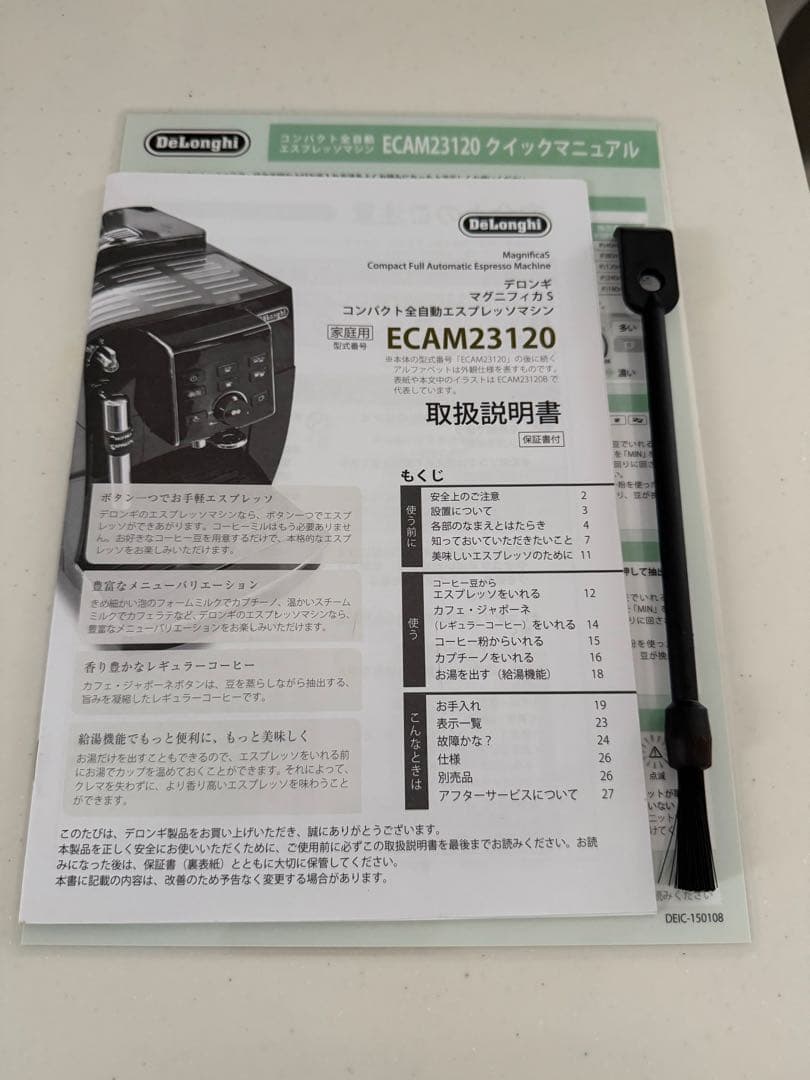 DeLonghi
コンパクト全自動
エスプレッソマシン ECAM23120 クイックマニュアル
DeLonghi
MagnificaS
Compact Full Automatic Espresso Machine
デロンギ
マグニフィカ S
コンパクト全自動エスプレッソマシン
家庭用
型式番号 ECAM23120
※本体の型式番号「ECAM23120」の後に続く
アルファベットは外観仕様を表すものです。
表紙や本文中のイラストは ECAM23120B で
代表しています。
取扱説明書
保証書付
DeLonghi
ボタン一つでお手軽エスプレッソ
デロンギのエスプレッソマシンなら、ボタン一つでエスプ
レッソができあがります。コーヒーミルはもう必要ありませ
ん。お好きなコーヒー豆を用意するだけで、本格的なエスプ
レッソをお楽しみいただけます。
豊富なメニューバリエーション
きめ細かい泡のフォームミルクでカプチーノ、温かいスチーム
ミルクでカフェラテなど、デロンギのエスプレッソマシンなら、
豊富なメニューバリエーションをお楽しみいただけます。
香り豊かなレギュラーコーヒー
カフェ・ジャポーネボタンは、豆を蒸らしながら抽出する、
旨みを凝縮したレギュラーコーヒーです。
給湯機能でもっと便利に、もっと美味しく
お湯だけを出すこともできるので、エスプレッソをいれる前
にお湯でカップを温めておくことができます。それによって、
クレマを失わずに、より香り高いエスプレッソを味わうこと
ができます。
もくじ
使う前に
安全上のご注意 2
設置について 3
各部のなまえとはたらき 4
知っておいていただきたいこと 7
美味しいエスプレッソのために 11
使う
コーヒー豆から
エスプレッソをいれる 12
カフェ・ジャポーネ
（レギュラーコーヒー）をいれる 14
コーヒー粉からいれる 15
カプチーノをいれる 16
お湯を出す（給湯機能） 18
こんなときは
お手入れ 19
表示一覧 23
故障かな？ 24
仕様 26
別売品 26
アフターサービスについて 27
このたびは、デロンギ製品をお買い上げいただき、誠にありがとうございます。
本製品を正しく安全にお使いいただくために、ご使用前に必ずこの取扱説明書を最後までお読みください。お読
みになった後は、保証書（裏表紙）とともに大切に保管してください。
本書に記載の内容は、改善のため予告なく変更する場合があります。
多い
濃い
豆でいれる
「MIN」を
押して抽出
点滅
DEIC-150108